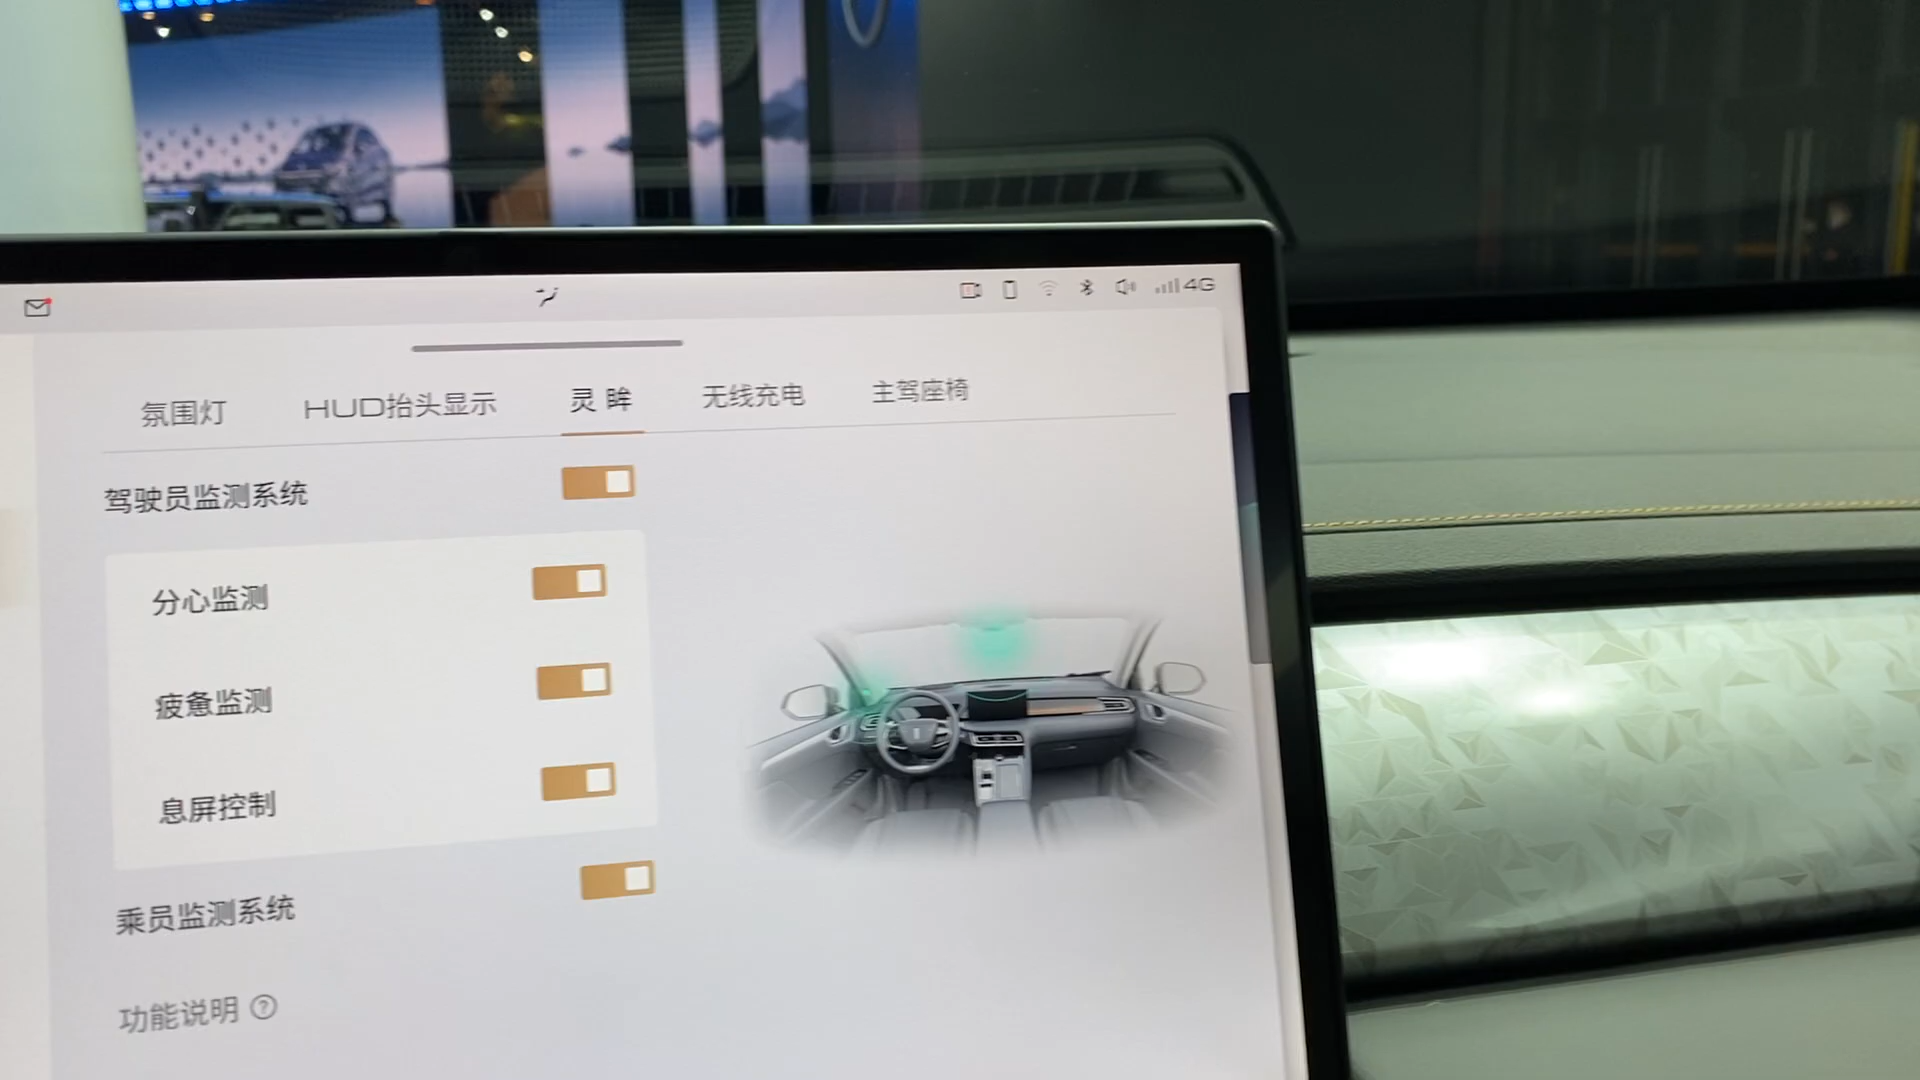 4G
氛围灯 HUD抬头显示 灵眸 无线充电 主驾座椅
驾驶员监测系统
分心监测
疲惫监测
息屏控制
乘员监测系统
功能说明 ?